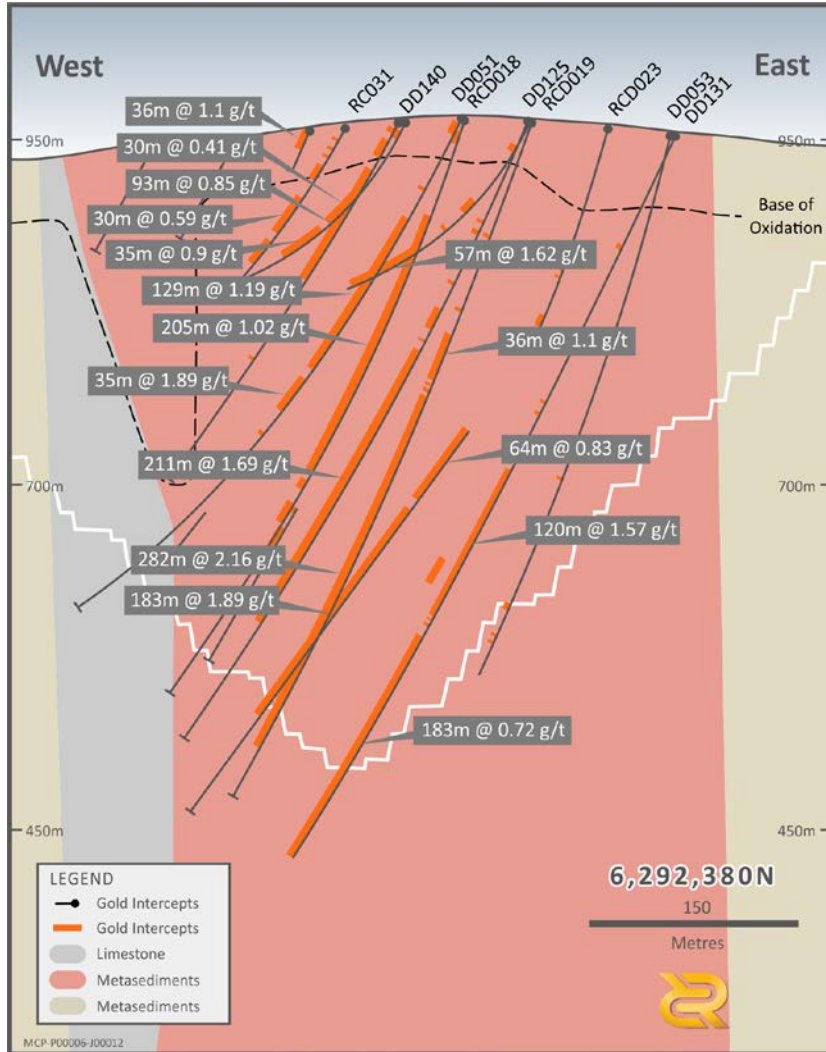 West
East
RC031
DD140
DD051
RCD018
DD125
RCD019
RCD023
DD053
DD131
950m
950m
36m @ 1.1 g/t
30m @ 0.41 g/t
93m @ 0.85 g/t
30m @ 0.59 g/t
35m @ 0.9 g/t
129m @ 1.19 g/t
205m @ 1.02 g/t
57m @ 1.62 g/t
Base of
Oxidation
36m @ 1.1 g/t
35m @ 1.89 g/t
211m @ 1.69 g/t
64m @ 0.83 g/t
700m
700m
120m @ 1.57 g/t
282m @ 2.16 g/t
183m @ 1.89 g/t
183m @ 0.72 g/t
450m
450m
LEGEND
Gold Intercepts
Gold Intercepts
Limestone
Metasediments
Metasediments
6,292,380N
150
Metres
MCP-P00006-J00012